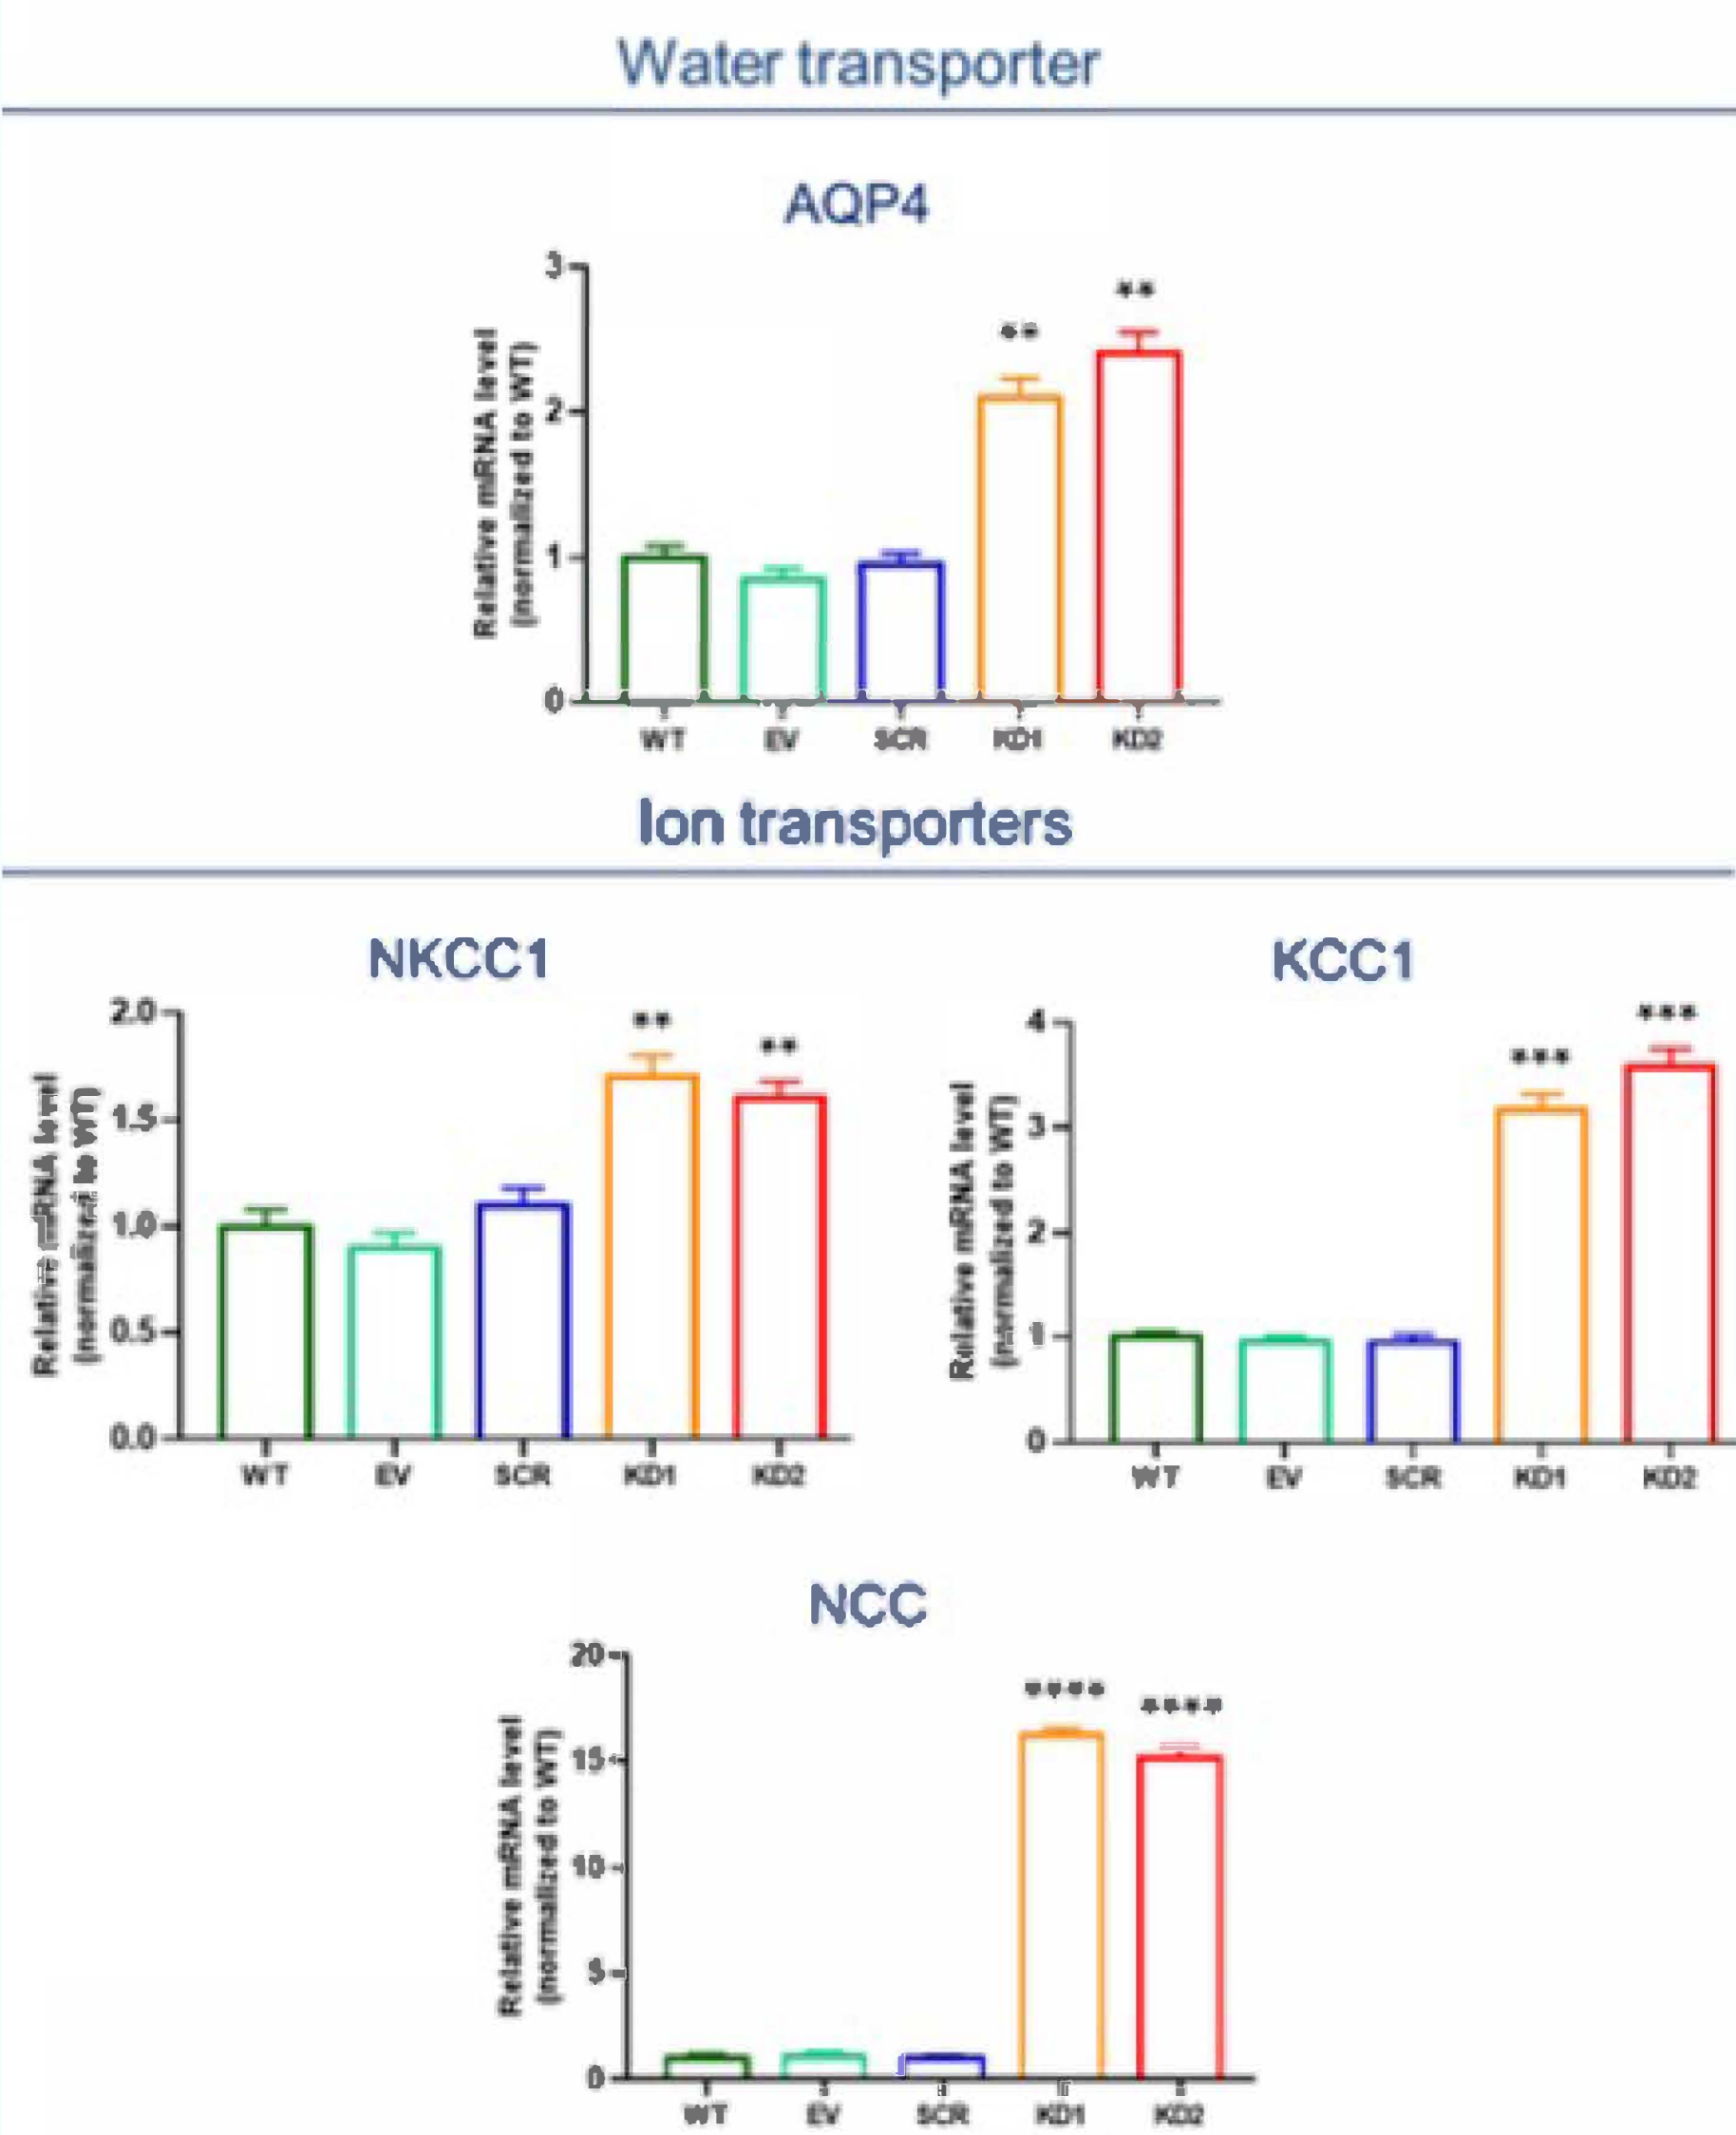 Water transporter
AQP4
Relative mRNA level
(normalized to WT)
3
**
**
2
1
0
WT EV SCR KD1 KD2
Ion transporters
NKCC1
Relative mRNA level
(normalized to WT)
2.0
**
**
1.5
1.0
0.5
0.0
WT EV SCR KD1 KD2
KCC1
Relative mRNA level
(normalized to WT)
4
***
***
3
2
1
0
WT EV SCR KD1 KD2
NCC
Relative mRNA level
(normalized to WT)
20
****
****
15
10
5
0
WT EV SCR KD1 KD2